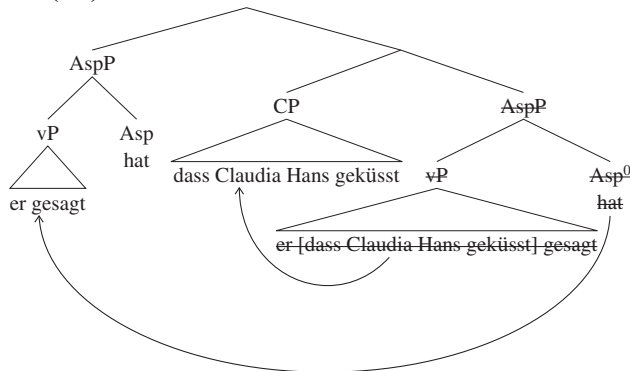 AspP
CP
AspP
vP
Asp
hat
dass Claudia Hans geküsst
vP
Asp⁰
hat
er gesagt
er [dass Claudia Hans geküsst] gesagt